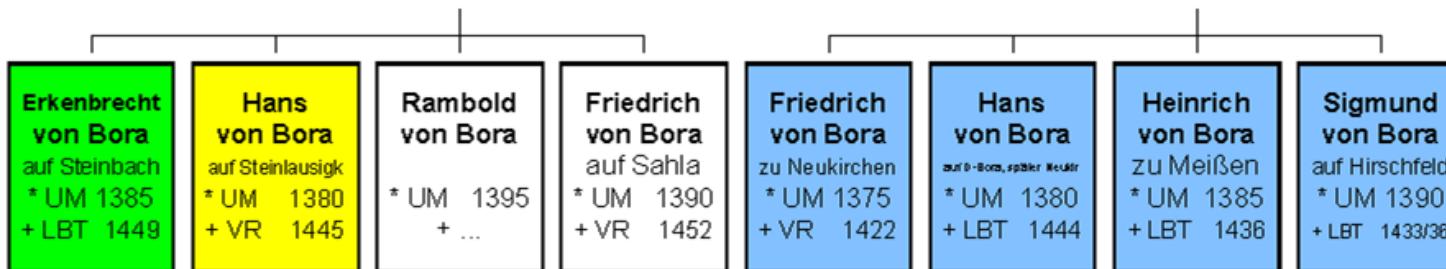 Erkenbrecht
von Bora
auf Steinbach
* UM 1385
+ LBT 1449
Hans
von Bora
auf Steinlausigk
* UM 1380
+ VR 1445
Rambold
von Bora
* UM 1395
+ ...
Friedrich
von Bora
auf Sahla
* UM 1390
+ VR 1452
Friedrich
von Bora
zu Neukirchen
* UM 1375
+ VR 1422
Hans
von Bora
später
* UM 1380
+ LBT 1444
Heinrich
von Bora
zu Meißen
* UM 1385
+ LBT 1436
Sigmund
von Bora
auf Hirschfeld
* UM 1390
+ LBT 1433/36